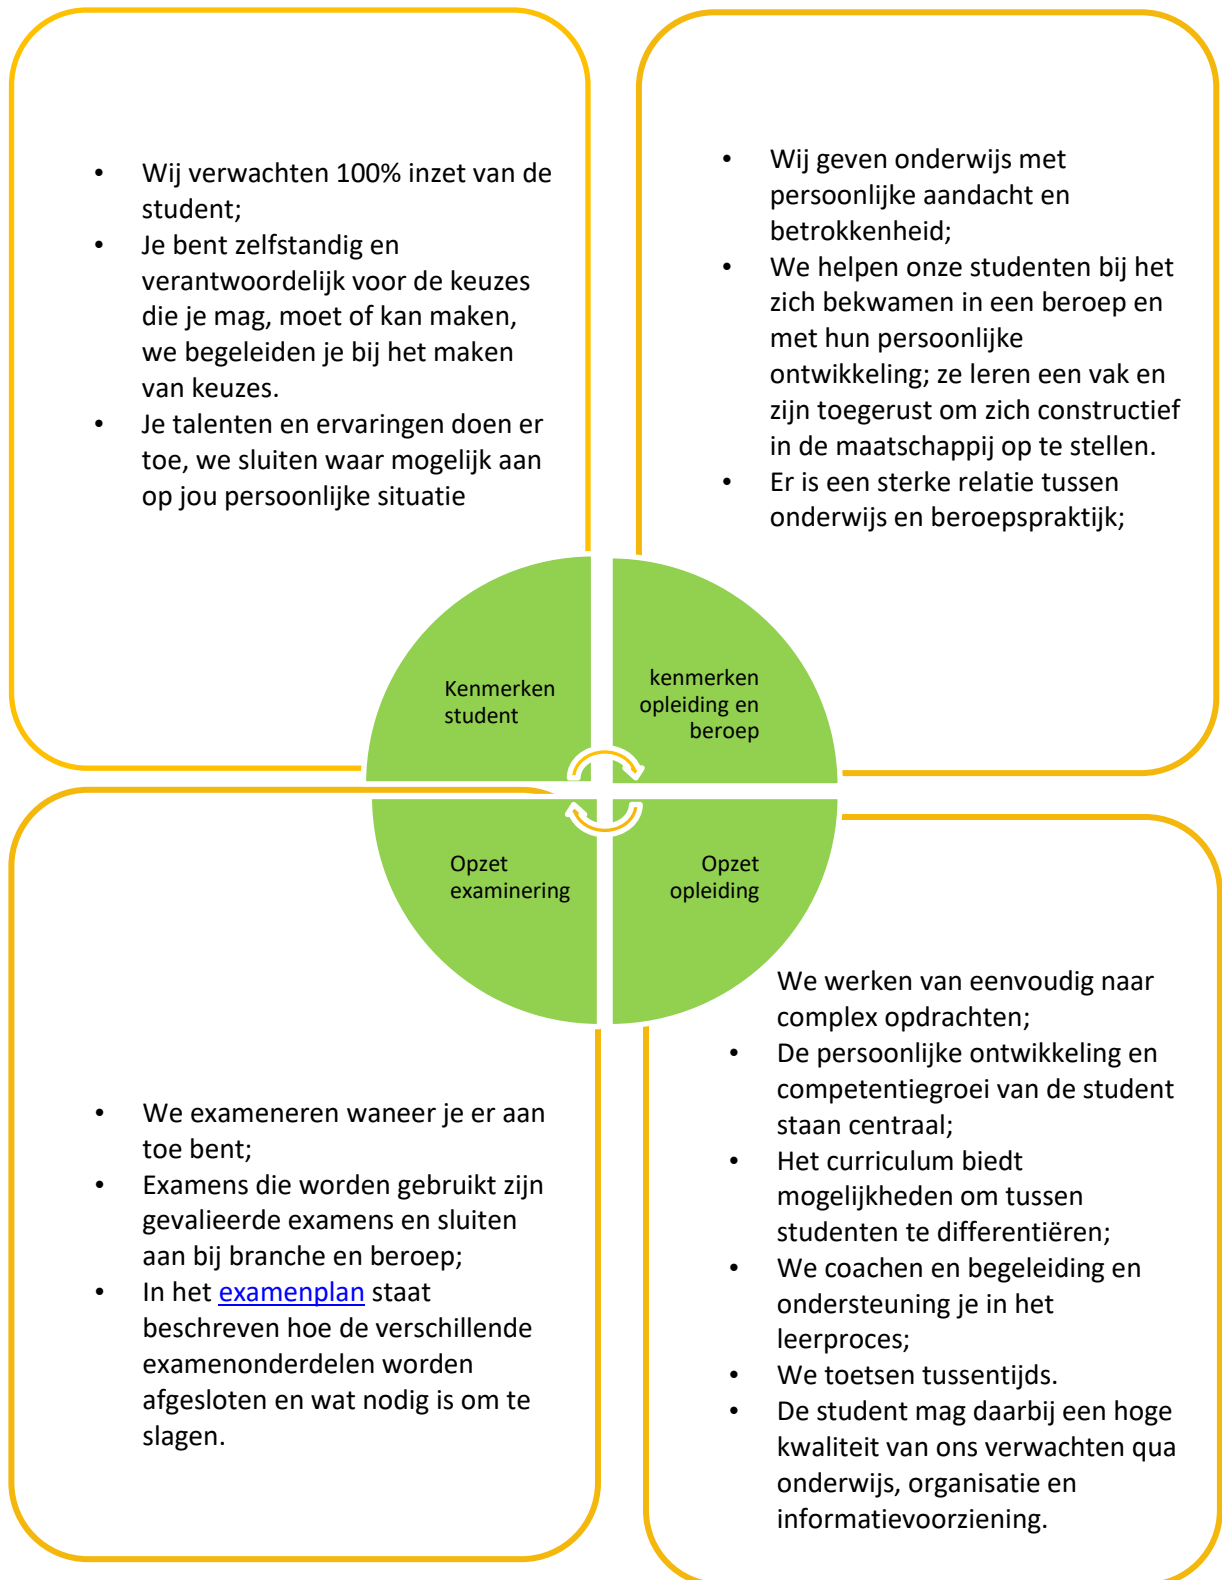 • Wij verwachten 100% inzet van de
student;
• Je bent zelfstandig en
verantwoordelijk voor de keuzes
die je mag, moet of kan maken,
we begeleiden je bij het maken
van keuzes.
• Je talenten en ervaringen doen er
toe, we sluiten waar mogelijk aan
op jou persoonlijke situatie
• Wij geven onderwijs met
persoonlijke aandacht en
betrokkenheid;
• We helpen onze studenten bij het
zich bekwamen in een beroep en
met hun persoonlijke
ontwikkeling; ze leren een vak en
zijn toegerust om zich constructief
in de maatschappij op te stellen.
• Er is een sterke relatie tussen
onderwijs en beroepspraktijk;
Kenmerken
student
kenmerken
opleiding en
beroep
Opzet
examinering
Opzet
opleiding
• We exameneren waneer je er aan
toe bent;
• Examens die worden gebruikt zijn
gevalieerde examens en sluiten
aan bij branche en beroep;
• In het examenplan staat
beschreven hoe de verschillende
examenonderdelen worden
afgesloten en wat nodig is om te
slagen.
We werken van eenvoudig naar
complex opdrachten;
• De persoonlijke ontwikkeling en
competentiegroei van de student
staan centraal;
• Het curriculum biedt
mogelijkheden om tussen
studenten te differentiëren;
• We coachen en begeleiding en
ondersteuning je in het
leerproces;
• We toetsen tussentijds.
• De student mag daarbij een hoge
kwaliteit van ons verwachten qua
onderwijs, organisatie en
informatievoorziening.